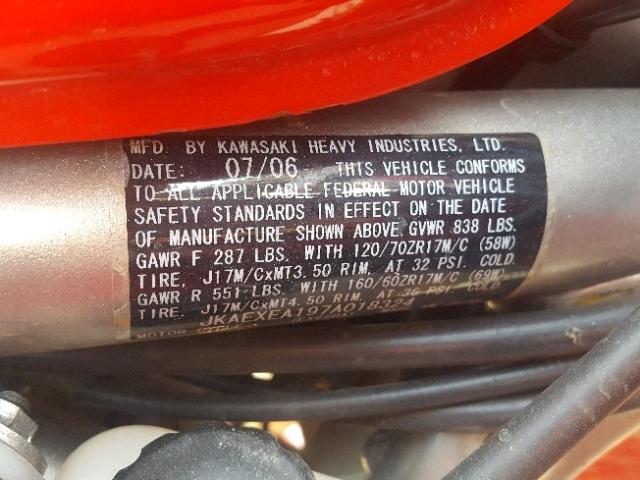 MFD. BY KAWASAKI HEAVY INDUSTRIES, LTD.
DATE: 07/06 THIS VEHICLE CONFORMS
TO ALL APPLICABLE FEDERAL MOTOR VEHICLE
SAFETY STANDARDS IN EFFECT ON THE DATE
OF MANUFACTURE SHOWN ABOVE. GVWR 838 LBS.
GAWR F 287 LBS. WITH 120/70ZR17M/C (58W)
TIRE, J17M/CxMT3.50 RIM, AT 32 PSI. COLD.
GAWR R 551 LBS. WITH 160/60ZR17M/C (69W)
TIRE, J17M/CxMT4.50 RIM, AT 36 PSI. COLD.
JKAEXEA197A018324
MOTOR